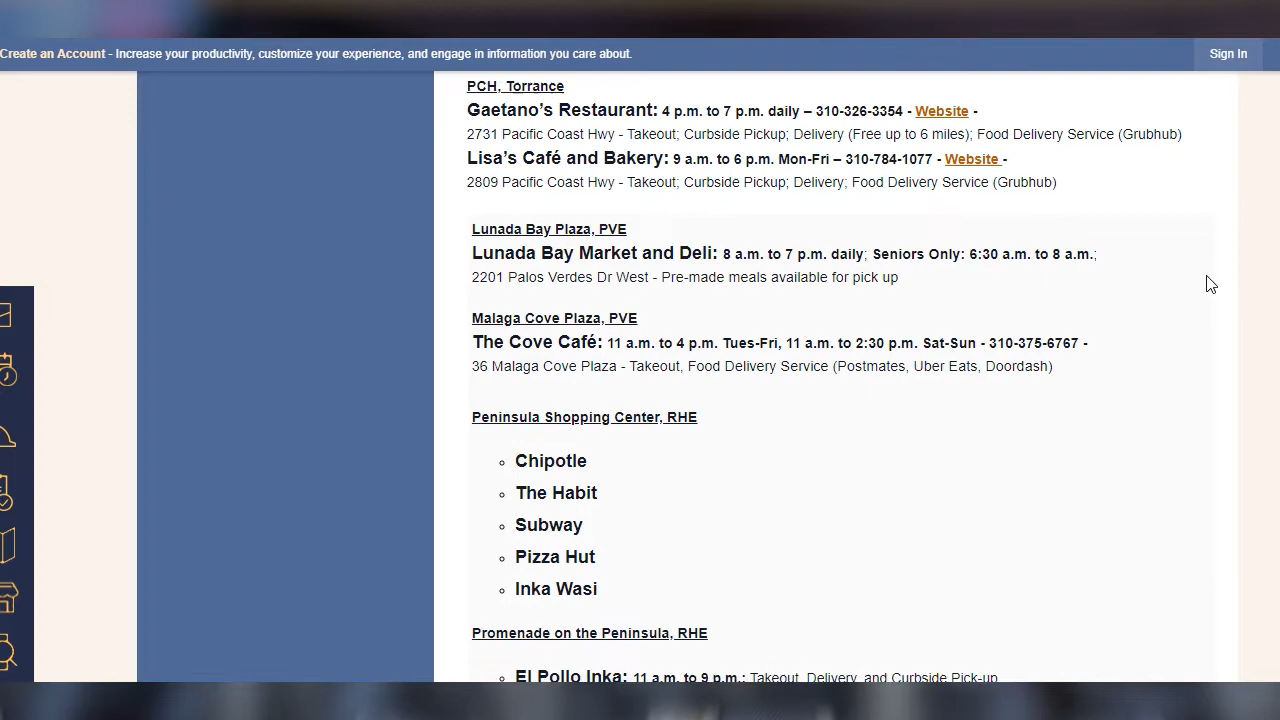 Create an Account - Increase your productivity, customize your experience, and engage in information you care about.
Sign In
PCH, Torrance
Gaetano’s Restaurant: 4 p.m. to 7 p.m. daily – 310-326-3354 - Website -
2731 Pacific Coast Hwy - Takeout; Curbside Pickup; Delivery (Free up to 6 miles); Food Delivery Service (Grubhub)
Lisa’s Café and Bakery: 9 a.m. to 6 p.m. Mon-Fri – 310-784-1077 - Website -
2809 Pacific Coast Hwy - Takeout; Curbside Pickup; Delivery; Food Delivery Service (Grubhub)
Lunada Bay Plaza, PVE
Lunada Bay Market and Deli: 8 a.m. to 7 p.m. daily; Seniors Only: 6:30 a.m. to 8 a.m.;
2201 Palos Verdes Dr West - Pre-made meals available for pick up
Malaga Cove Plaza, PVE
The Cove Café: 11 a.m. to 4 p.m. Tues-Fri, 11 a.m. to 2:30 p.m. Sat-Sun - 310-375-6767 -
36 Malaga Cove Plaza - Takeout, Food Delivery Service (Postmates, Uber Eats, Doordash)
Peninsula Shopping Center, RHE
Chipotle
The Habit
Subway
Pizza Hut
Inka Wasi
Promenade on the Peninsula, RHE
El Pollo Inka: 11 a.m. to 9 p.m.; Takeout, Delivery, and Curbside Pick-up